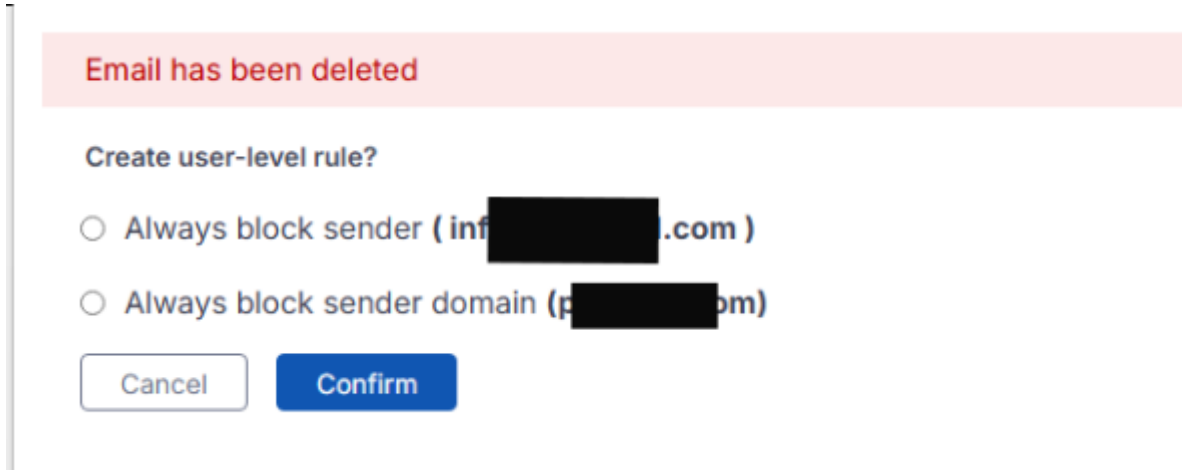 Email has been deleted
Create user-level rule?
Always block sender ( inf .com )
Always block sender domain (p om)
Cancel
Confirm